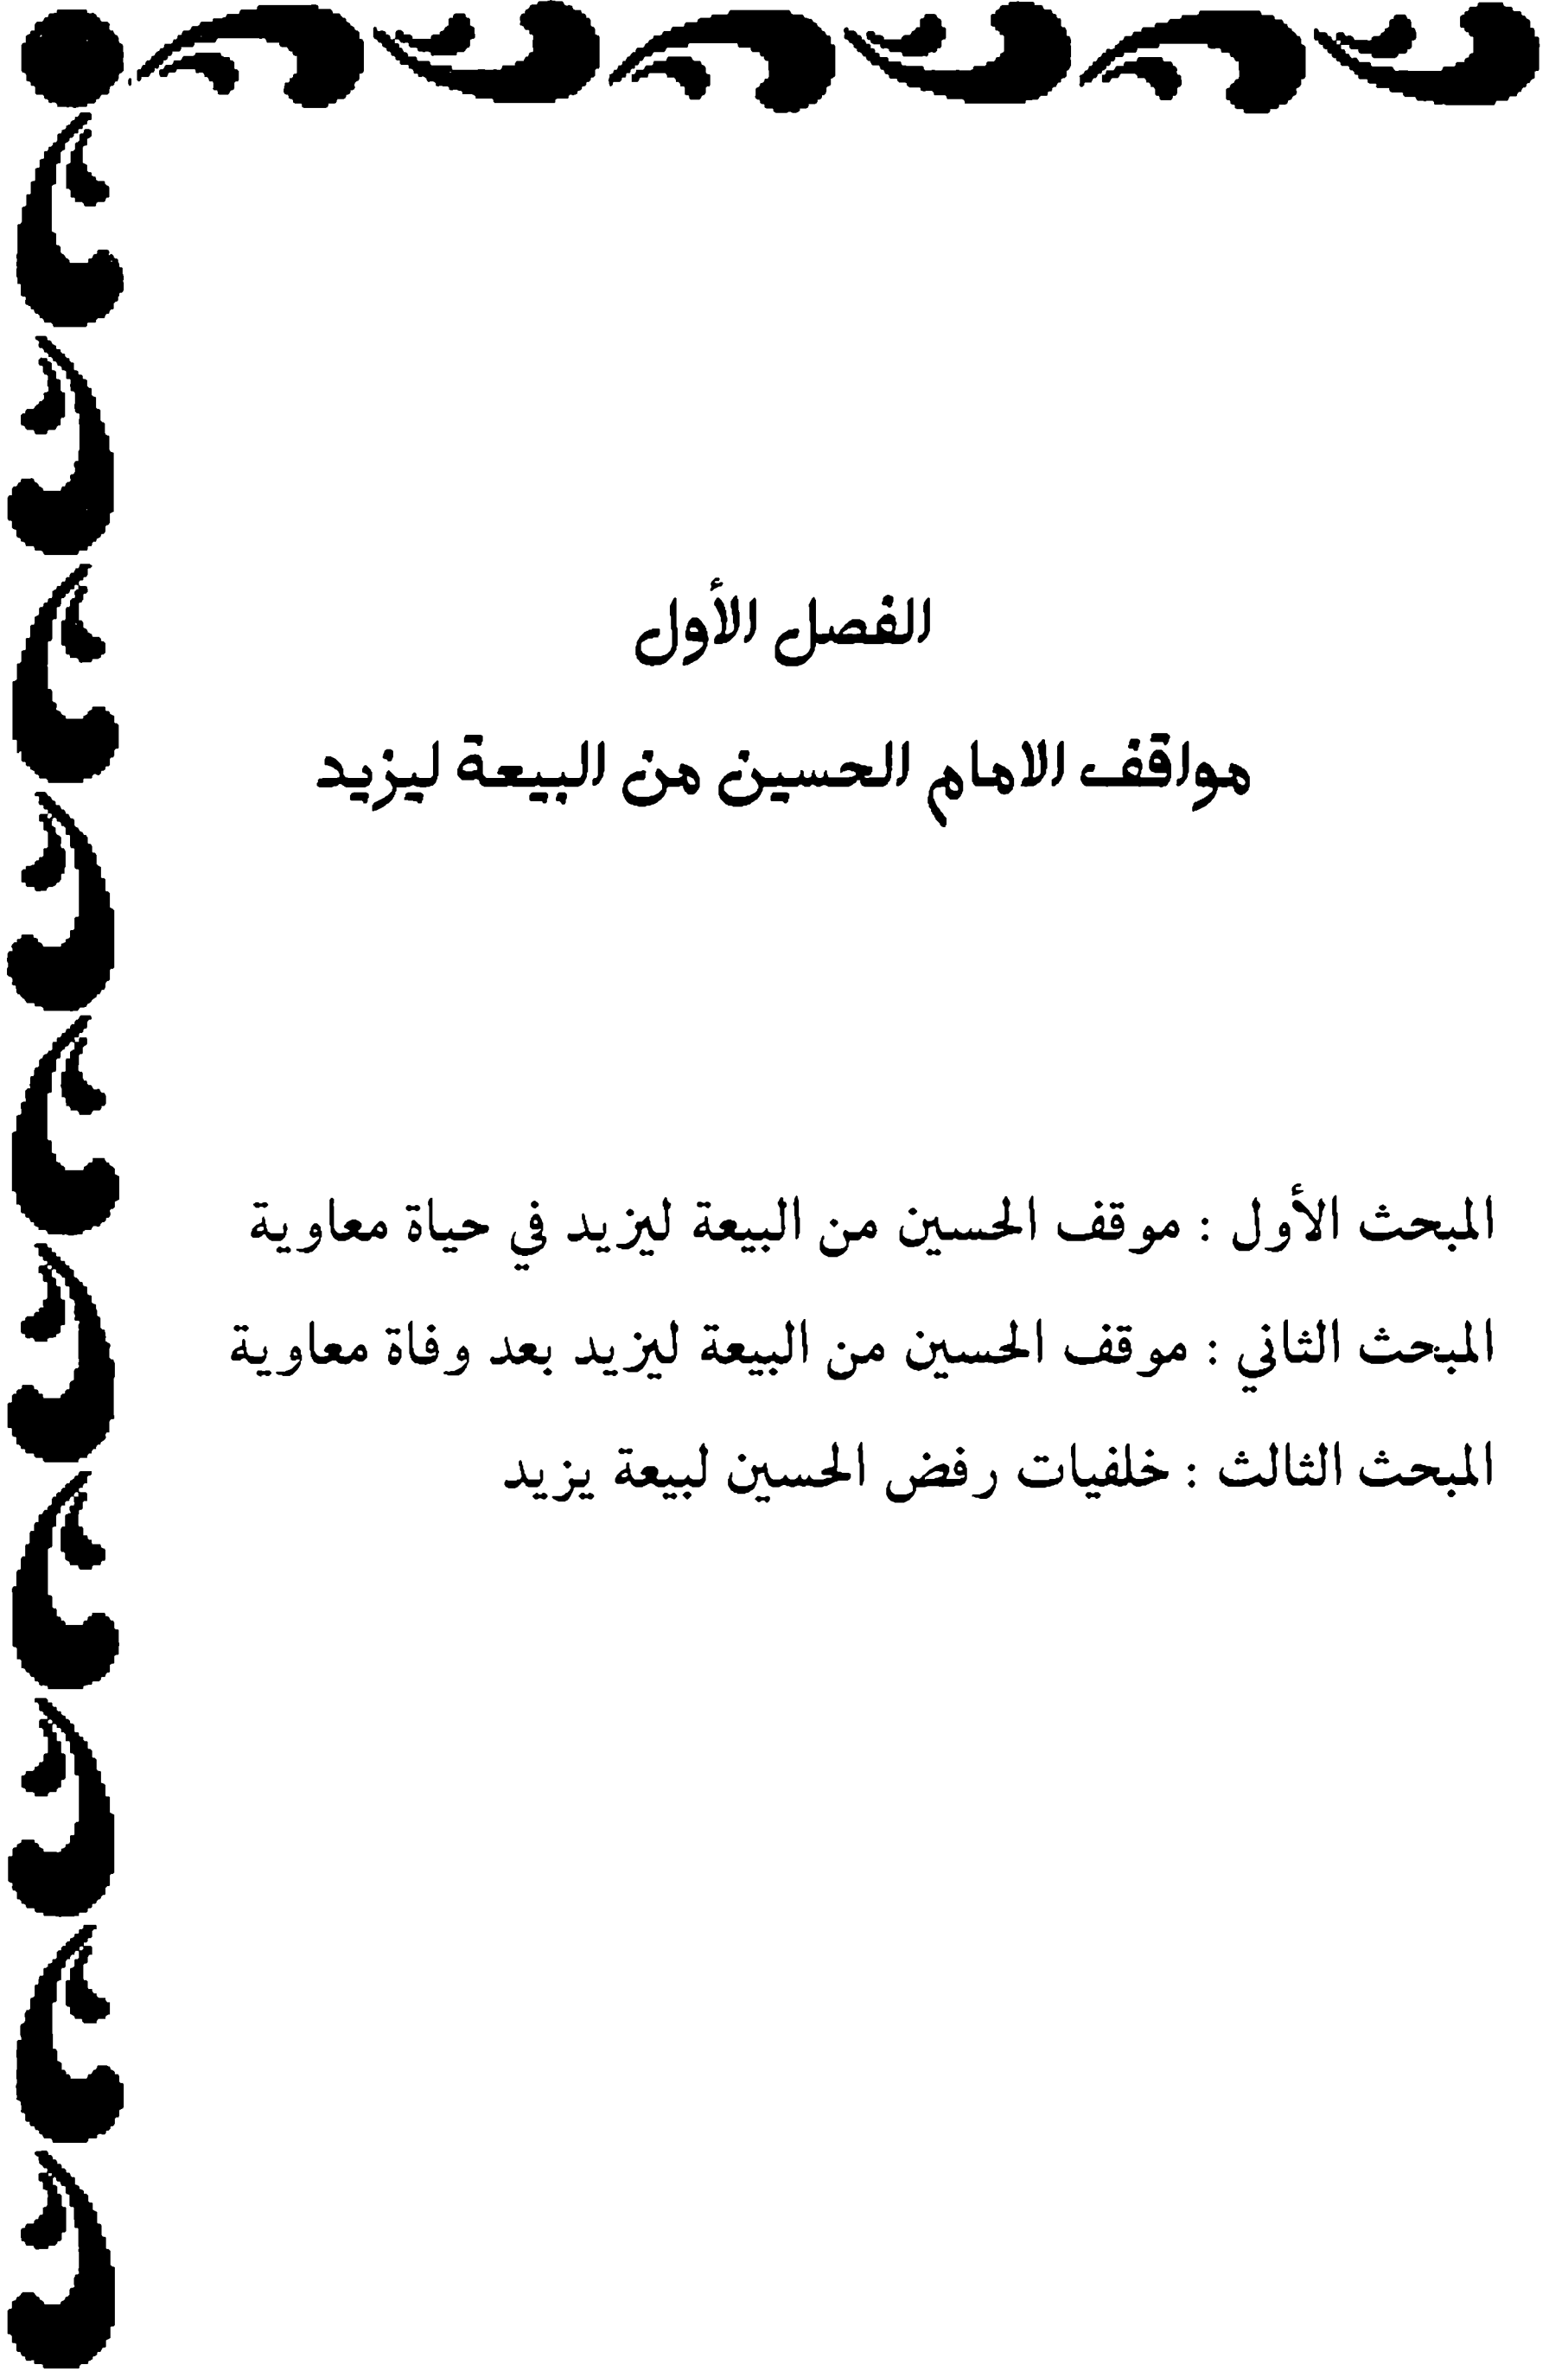 الفصل الأول
مواقف الامام الحسين من البيعة ليزيد
المبحث الأول : موقف الحسين من البيعة ليزيد في حياة معاوية
المبحث الثاني : موقف الحسين من البيعة ليزيد بعد وفاة معاوية
المبحث الثالث : خلفيات رفض الحسين لبيعة يزيد